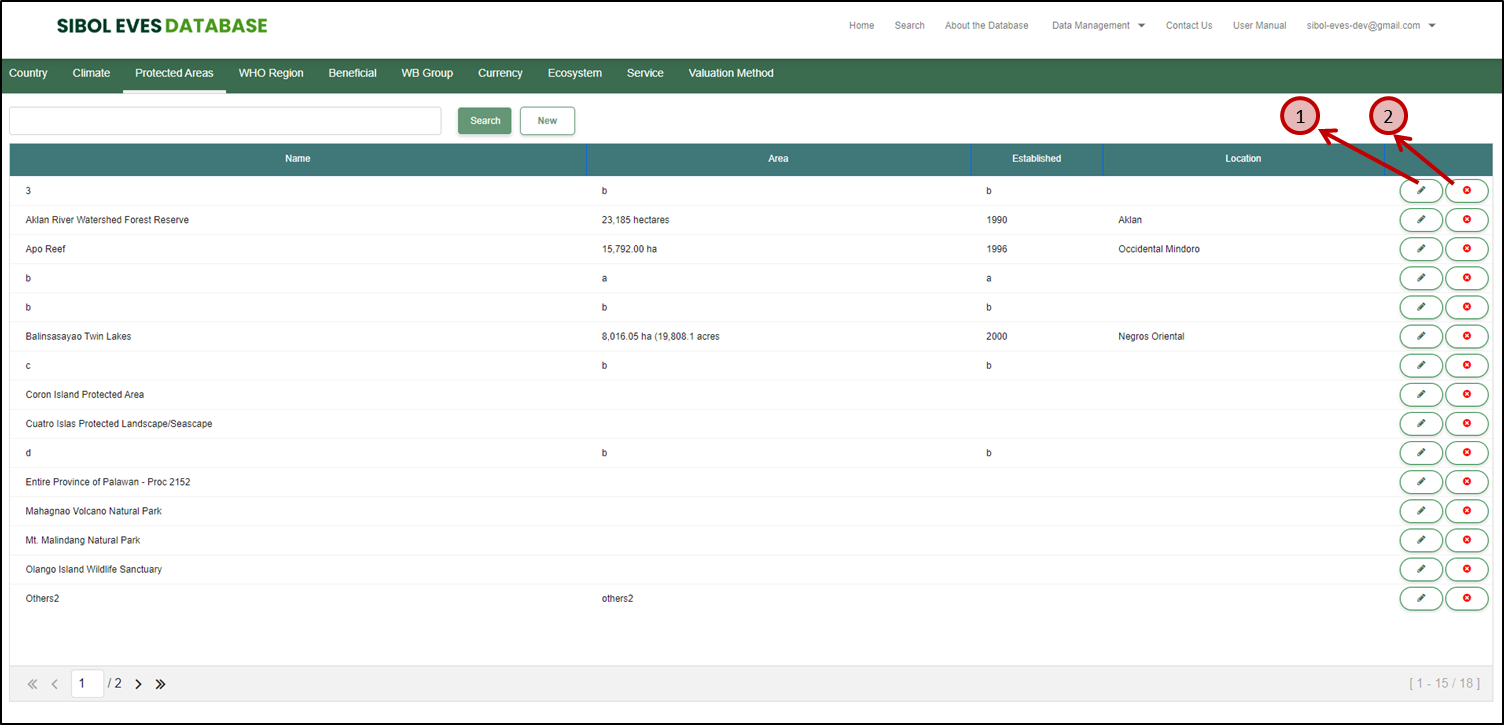 SIBOL EVES DATABASE Home Search About the Database Data Management Contact Us User Manual sibol-eves-dev@gmail.com
Country Climate Protected Areas WHO Region Beneficial WB Group Currency Ecosystem Service Valuation Method
Search New 1 2
Name Area Established Location
3 b b
Aklan River Watershed Forest Reserve 23,185 hectares 1990 Aklan
Apo Reef 15,792.00 ha 1996 Occidental Mindoro
b a a
b b b
Balinsasayao Twin Lakes 8,016.05 ha (19,808.1 acres 2000 Negros Oriental
c b b
Coron Island Protected Area
Cuatro Islas Protected Landscape/Seascape
d b b
Entire Province of Palawan - Proc 2152
Mahagnao Volcano Natural Park
Mt. Malindang Natural Park
Olango Island Wildlife Sanctuary
Others2 others2
1 / 2 [ 1 - 15 / 18 ]